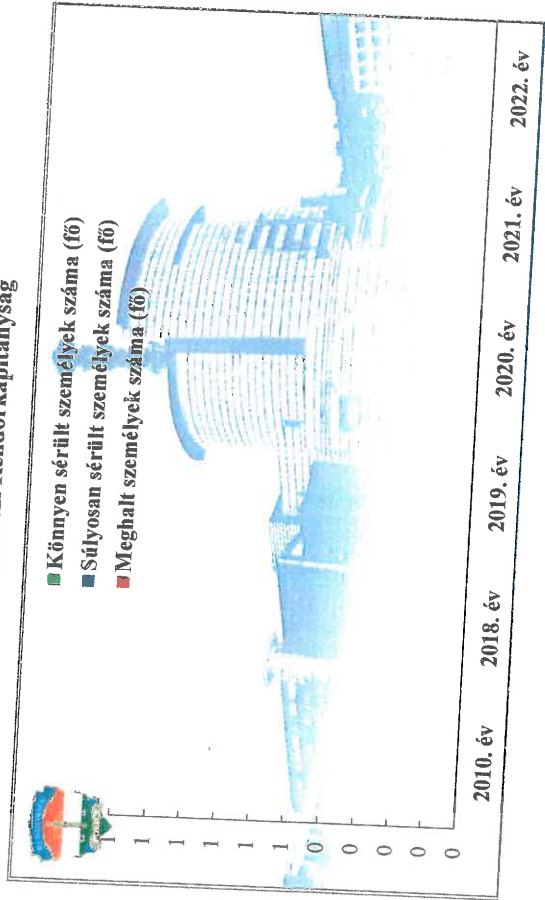 Rendőrkapitányság
Könnyen sérült személyek száma (fő)
Súlyosan sérült személyek száma (fő)
Meghalt személyek száma (fő)
1
1
1
1
1
1
0
0
0
0
0
2010. év
2018. év
2019. év
2020. év
2021. év
2022. év